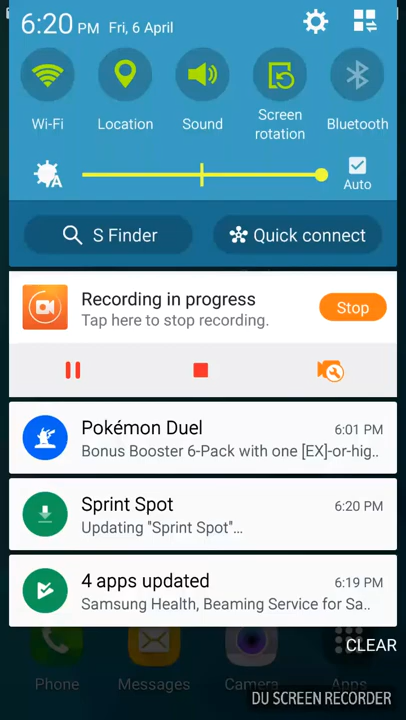 6:20 PM Fri, 6 April
Wi-Fi Location Sound Screen rotation Bluetooth
A Auto
S Finder Quick connect
Recording in progress
Tap here to stop recording.
Stop
Pokémon Duel 6:01 PM
Bonus Booster 6-Pack with one [EX]-or-hig..
Sprint Spot 6:20 PM
Updating "Sprint Spot"...
4 apps updated 6:19 PM
Samsung Health, Beaming Service for Sa..
CLEAR
Phone Messages Camera Apps
DU SCREEN RECORDER